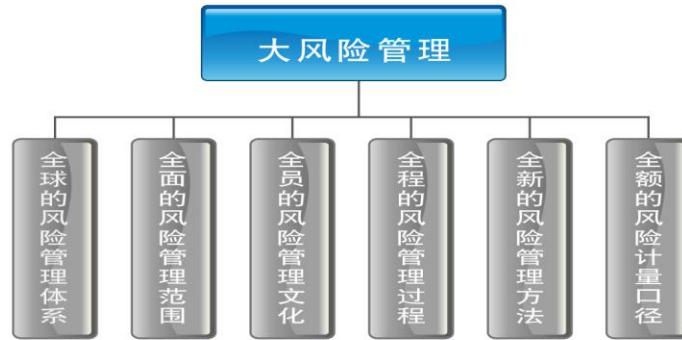 大风险管理
全球的风险管理体系
全面的风险管理范围
全员的风险管理文化
全程的风险管理过程
全新的风险管理方法
全额的风险计量口径